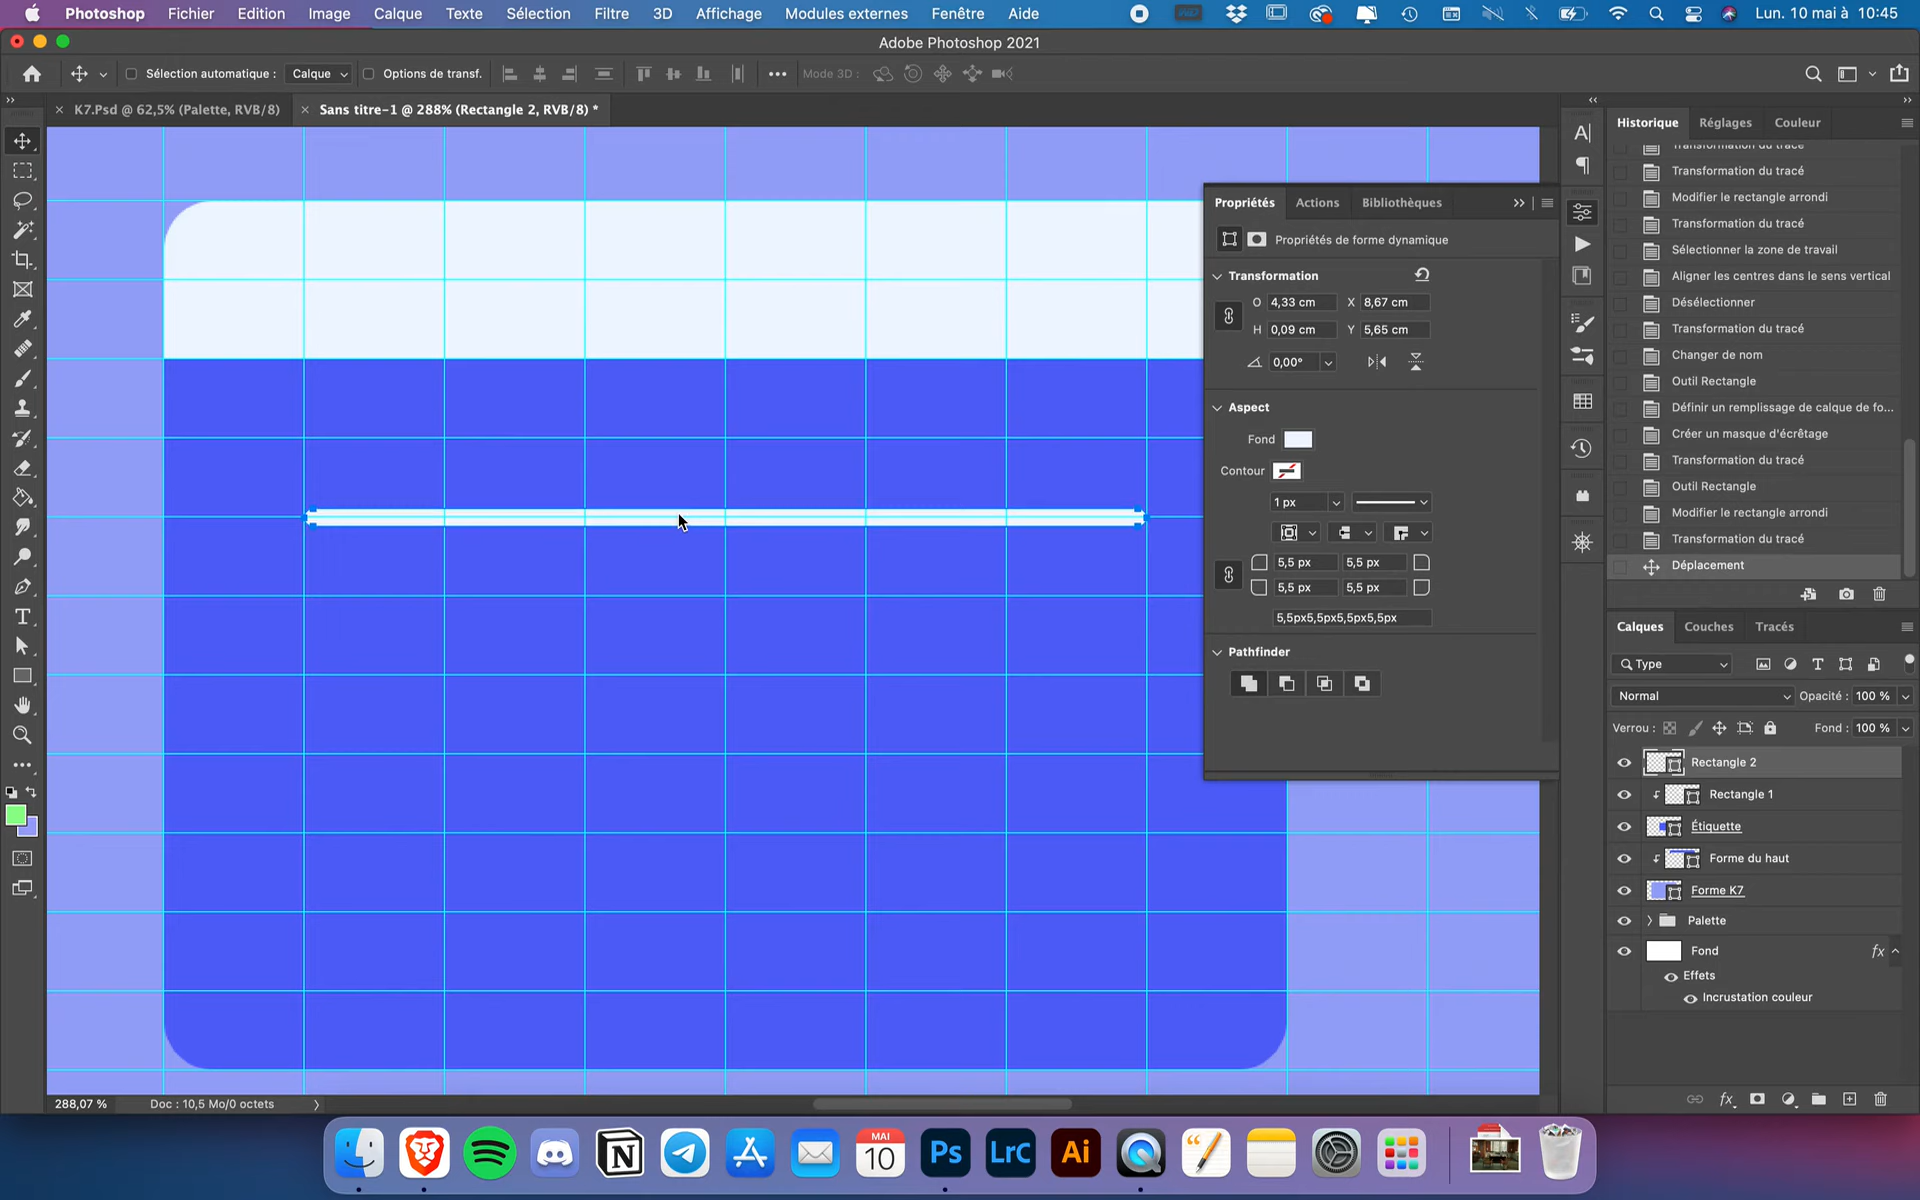 Photoshop Fichier Edition Image Calque Texte Sélection Filtre 3D Affichage Modules externes Fenêtre Aide Lun. 10 mai à 10:45
Adobe Photoshop 2021
Sélection automatique : Calque Options de transf. Mode 3D :
K7.Psd @ 62,5% (Palette, RVB/8) Sans titre-1 @ 288% (Rectangle 2, RVB/8) *
Propriétés Actions Bibliothèques
Propriétés de forme dynamique
Transformation
O 4,33 cm X 8,67 cm
H 0,09 cm Y 5,65 cm
0,00°
Aspect
Fond
Contour
1 px
5,5 px 5,5 px
5,5 px 5,5 px
5,5px5,5px5,5px5,5px
Pathfinder
Historique Réglages Couleur
Transformation du tracé
Transformation du tracé
Modifier le rectangle arrondi
Transformation du tracé
Sélectionner la zone de travail
Aligner les centres dans le sens vertical
Désélectionner
Transformation du tracé
Changer de nom
Outil Rectangle
Définir un remplissage de calque de fo...
Créer un masque d'écrêtage
Transformation du tracé
Outil Rectangle
Modifier le rectangle arrondi
Transformation du tracé
Déplacement
Calques Couches Tracés
Type
Normal Opacité : 100 %
Verrou : Fond : 100 %
Rectangle 2
Rectangle 1
Étiquette
Forme du haut
Forme K7
Palette
Fond fx
Effets
Incrustation couleur
fx
288,07 % Doc : 10,5 Mo/0 octets
MAI
10
Ps LrC Ai